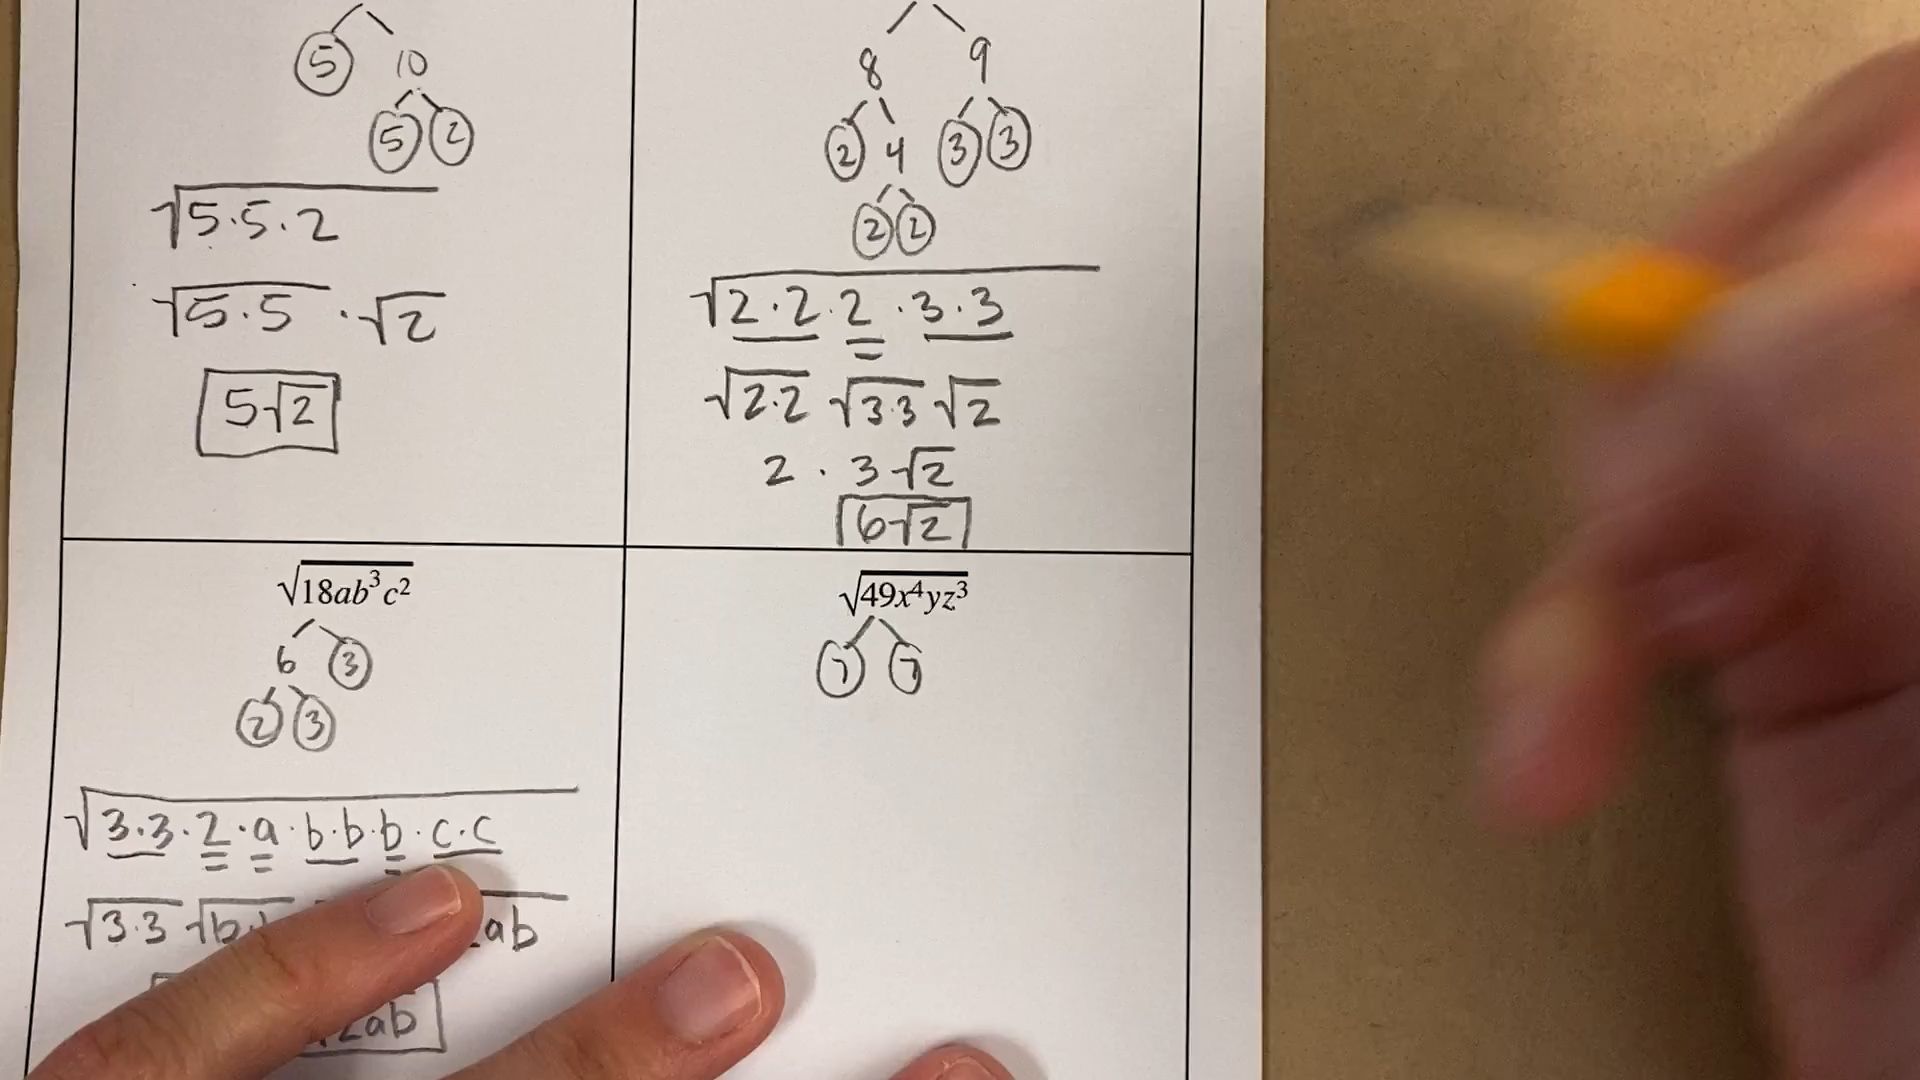 5 10
5 2
√5·5·2
√5·5 · √2
5√2
8 9
2 4 3 3
2 2
√2·2·2·3·3
√2·2 √3·3 √2
2 · 3√2
6√2
√18ab³c²
6 3
2 3
√3·3·2·a·b·b·b·c·c
√3·3 √b· ab
2ab
√49x⁴yz³
7 7